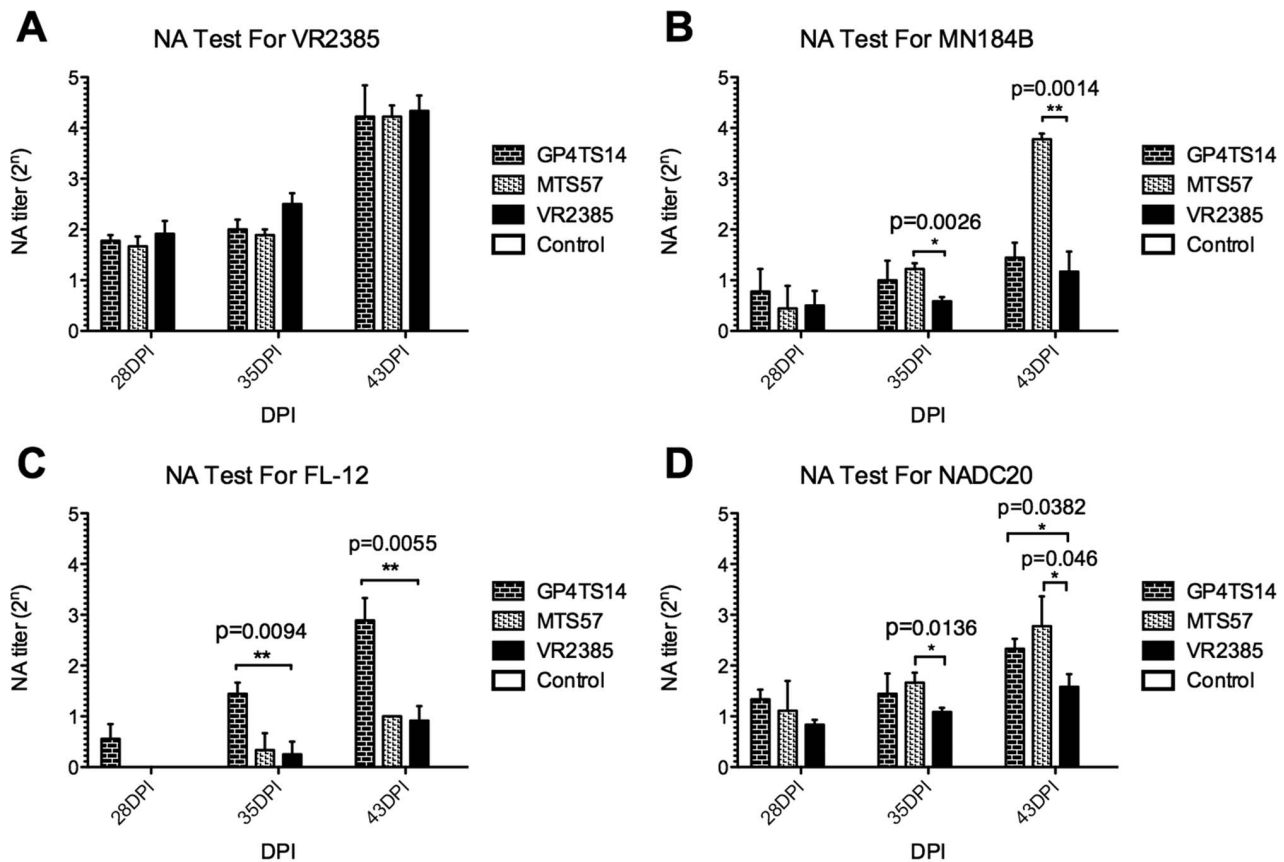 A
NA Test For VR2385
NA titer (2ⁿ)
5
4
3
2
1
0
28DPI
35DPI
43DPI
DPI
GP4TS14
MTS57
VR2385
Control
B
NA Test For MN184B
NA titer (2ⁿ)
5
4
3
2
1
0
p=0.0026
*
p=0.0014
**
28DPI
35DPI
43DPI
DPI
GP4TS14
MTS57
VR2385
Control
C
NA Test For FL-12
NA titer (2ⁿ)
5
4
3
2
1
0
p=0.0094
**
p=0.0055
**
28DPI
35DPI
43DPI
DPI
GP4TS14
MTS57
VR2385
Control
D
NA Test For NADC20
NA titer (2ⁿ)
5
4
3
2
1
0
p=0.0136
*
p=0.0382
*
p=0.046
*
28DPI
35DPI
43DPI
DPI
GP4TS14
MTS57
VR2385
Control